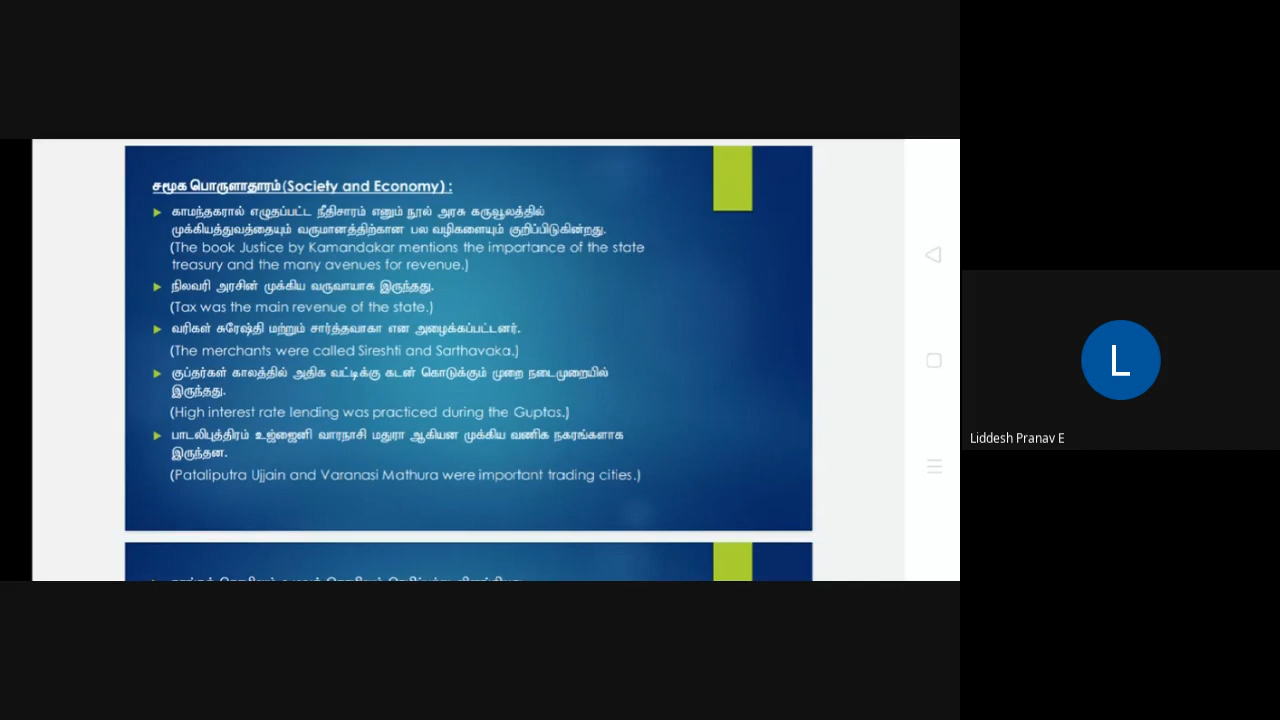 சமூக பொருளாதாரம்(Society and Economy) :
காமந்தகரால் எழுதப்பட்ட நீதிசாரம் எனும் நூல் அரசு கருவூலத்தில்
முக்கியத்துவத்தையும் வருமானத்திற்கான பல வழிகளையும் குறிப்பிடுகின்றது.
(The book Justice by Kamandakar mentions the importance of the state
treasury and the many avenues for revenue.)
நிலவரி அரசின் முக்கிய வருவாயாக இருந்தது.
(Tax was the main revenue of the state.)
வரிகள் சுரேஷ்தி மற்றும் சார்த்தவாகா என அழைக்கப்பட்டனர்.
(The merchants were called Sireshti and Sarthavaka.)
குப்தர்கள் காலத்தில் அதிக வட்டிக்கு கடன் கொடுக்கும் முறை நடைமுறையில்
இருந்தது.
(High interest rate lending was practiced during the Guptas.)
பாடலிபுத்திரம் உஜ்ஜைனி வாரநாசி மதுரா ஆகியன முக்கிய வணிக நகரங்களாக
இருந்தன.
(Pataliputra Ujjain and Varanasi Mathura were important trading cities.)
L
Liddesh Pranav E